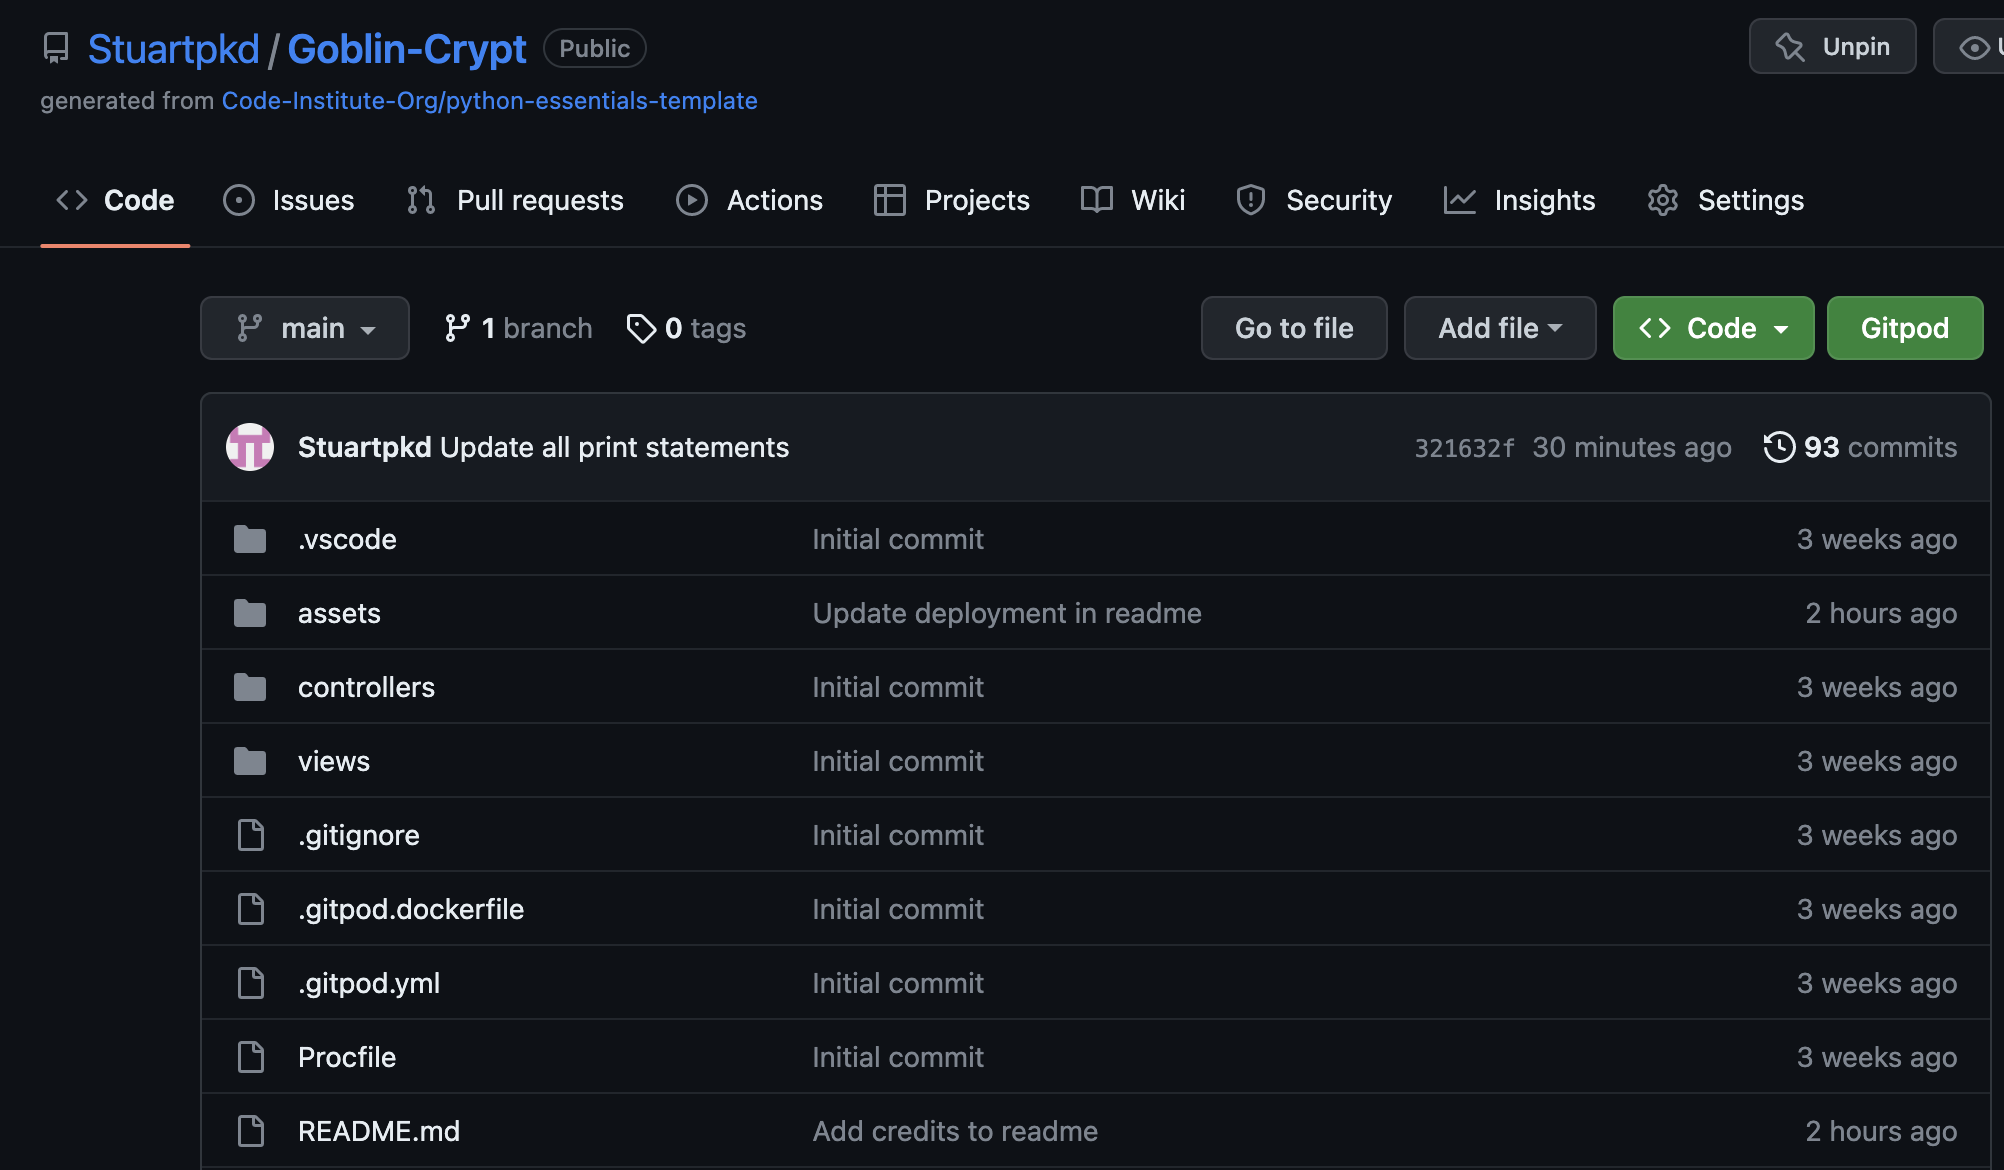 Stuartpkd / Goblin-Crypt Public Unpin
generated from Code-Institute-Org/python-essentials-template
Code Issues Pull requests Actions Projects Wiki Security Insights Settings
main 1 branch 0 tags Go to file Add file Code Gitpod
Stuartpkd Update all print statements 321632f 30 minutes ago 93 commits
.vscode Initial commit 3 weeks ago
assets Update deployment in readme 2 hours ago
controllers Initial commit 3 weeks ago
views Initial commit 3 weeks ago
.gitignore Initial commit 3 weeks ago
.gitpod.dockerfile Initial commit 3 weeks ago
.gitpod.yml Initial commit 3 weeks ago
Procfile Initial commit 3 weeks ago
README.md Add credits to readme 2 hours ago